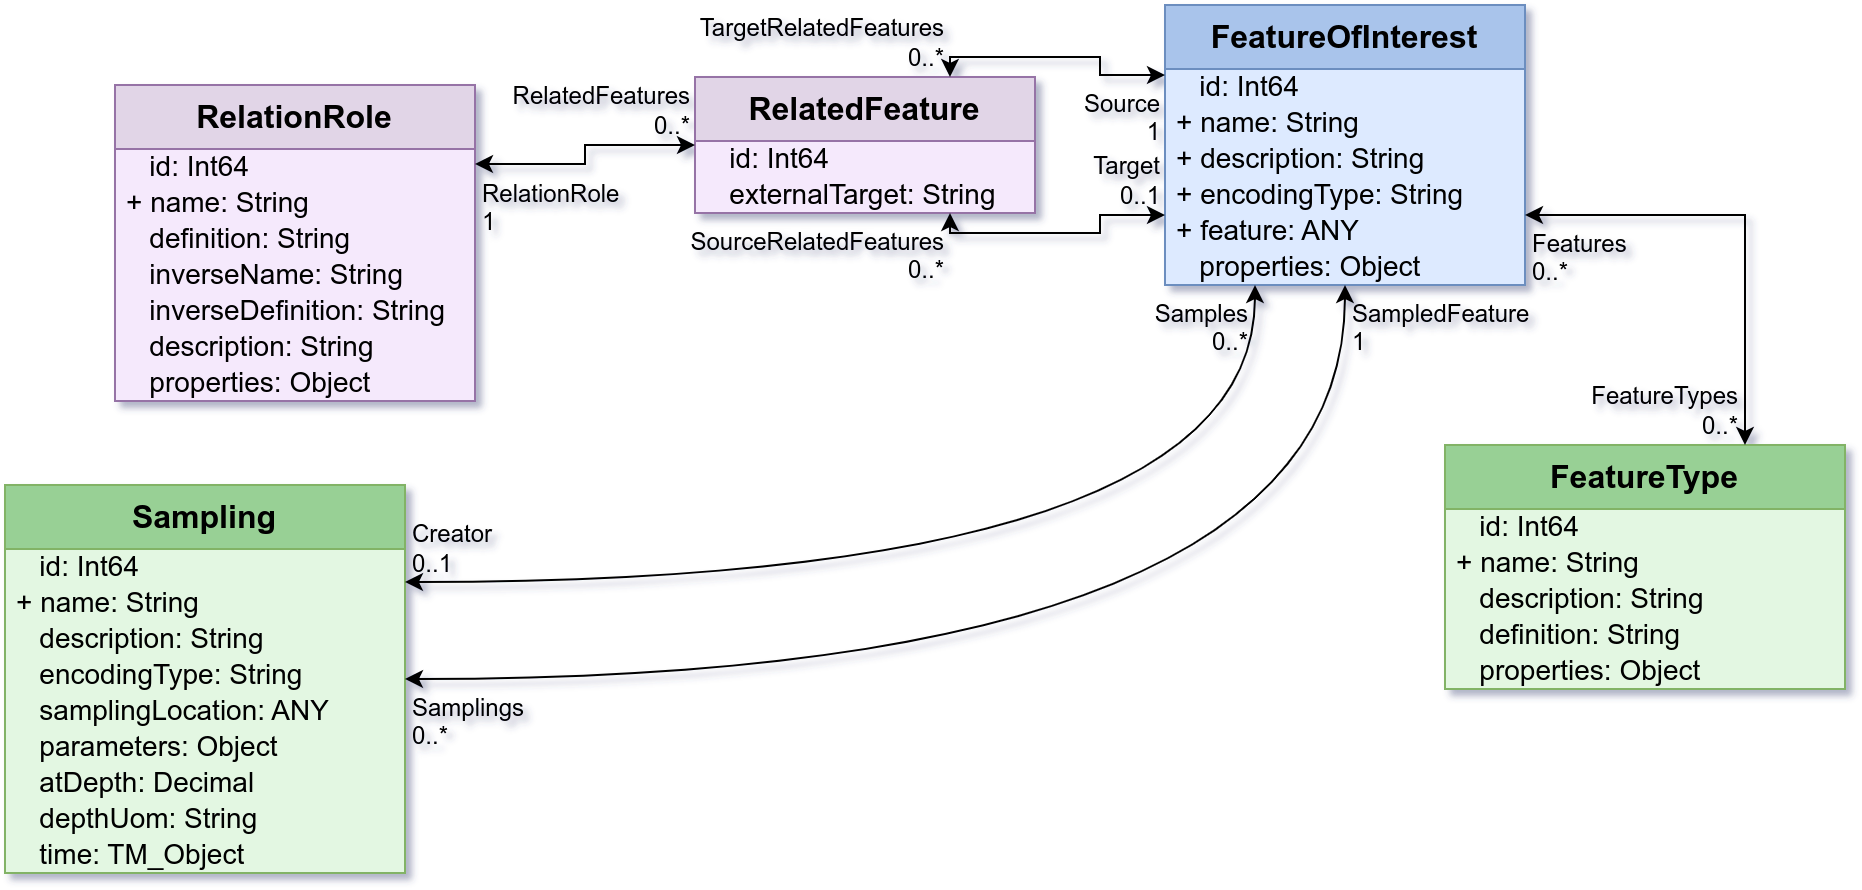 TargetRelatedFeatures
0..*
FeatureOfInterest
id: Int64
+ name: String
+ description: String
+ encodingType: String
+ feature: ANY
properties: Object
RelatedFeatures
0..*
RelatedFeature
id: Int64
externalTarget: String
Source
1
Target
0..1
RelationRole
id: Int64
+ name: String
definition: String
inverseName: String
inverseDefinition: String
description: String
properties: Object
RelationRole
1
SourceRelatedFeatures
0..*
Features
0..*
Samples
0..*
SampledFeature
1
FeatureTypes
0..*
FeatureType
id: Int64
+ name: String
description: String
definition: String
properties: Object
Sampling
id: Int64
+ name: String
description: String
encodingType: String
samplingLocation: ANY
parameters: Object
atDepth: Decimal
depthUom: String
time: TM_Object
Creator
0..1
Samplings
0..*